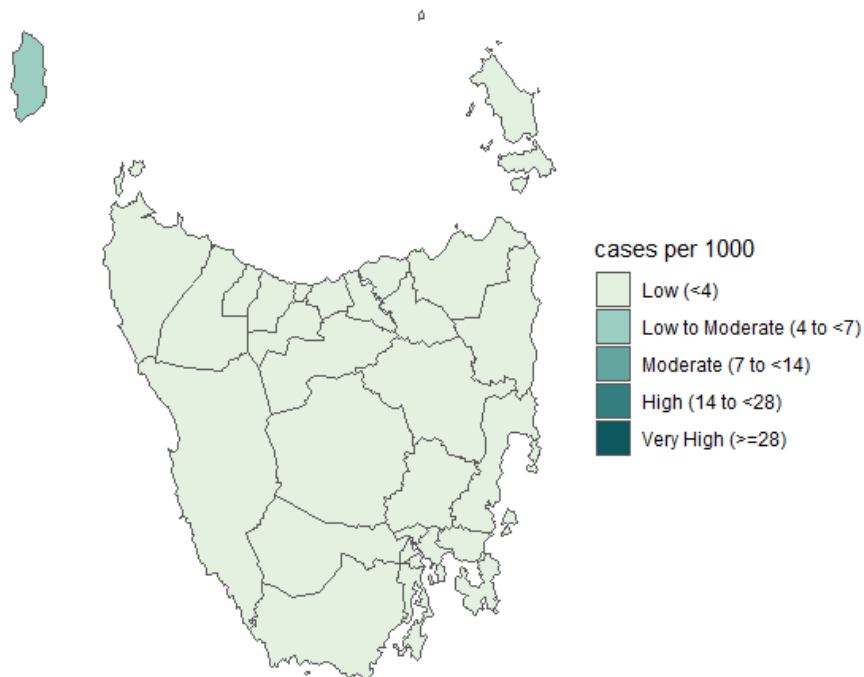 cases per 1000
Low (<4)
Low to Moderate (4 to <7)
Moderate (7 to <14)
High (14 to <28)
Very High (>=28)